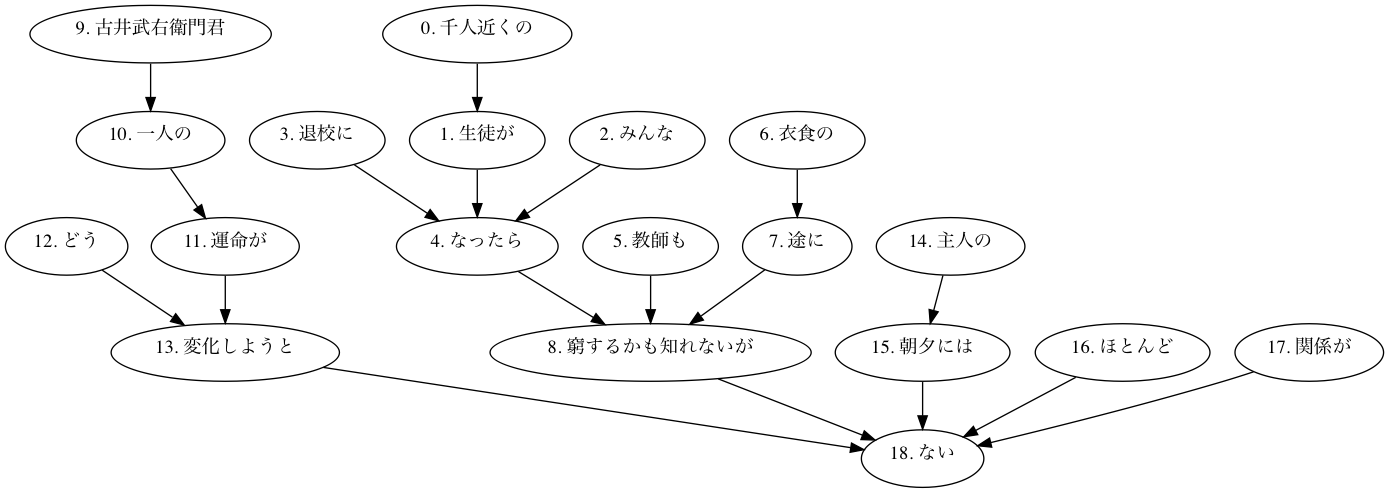 9. 古井武右衛門君
0. 千人近くの
10. 一人の
3. 退校に
1. 生徒が
2. みんな
6. 衣食の
12. どう
11. 運命が
4. なったら
5. 教師も
7. 途に
14. 主人の
13. 変化しようと
8. 窮するかも知れないが
15. 朝夕には
16. ほとんど
17. 関係が
18. ない